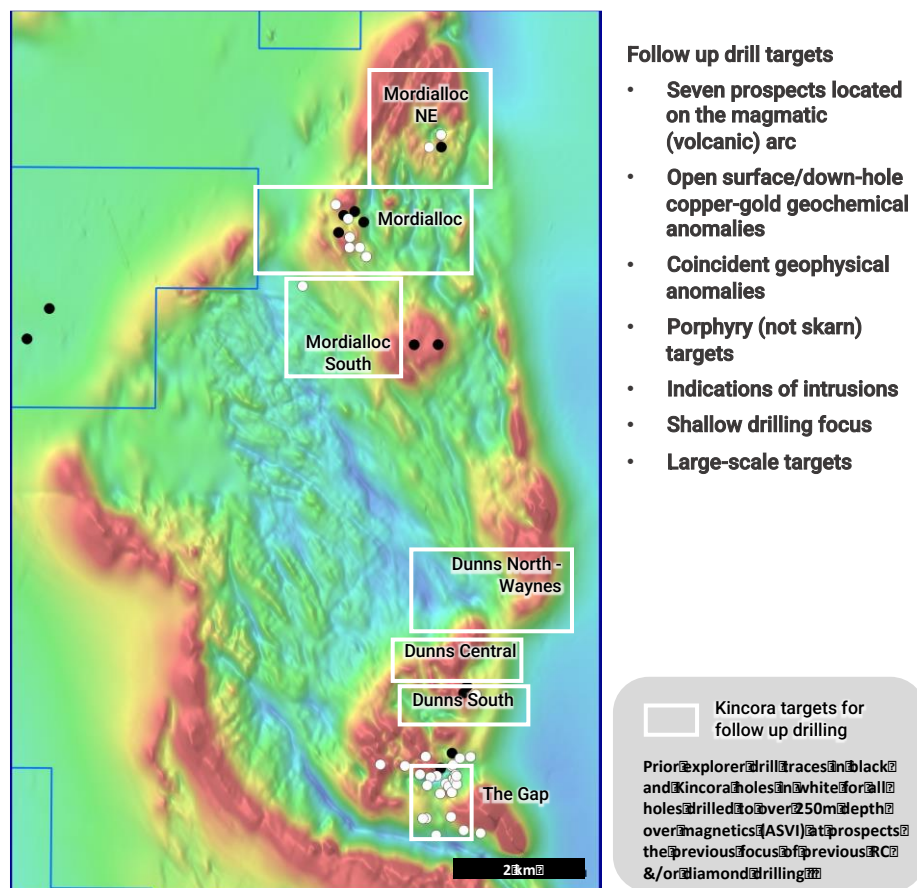 Mordialloc
NE
Mordialloc
Mordialloc
South
Dunns North -
Waynes
Dunns Central
Dunns South
The Gap
2 km
Follow up drill targets
• Seven prospects located
on the magmatic
(volcanic) arc
• Open surface/down-hole
copper-gold geochemical
anomalies
• Coincident geophysical
anomalies
• Porphyry (not skarn)
targets
• Indications of intrusions
• Shallow drilling focus
• Large-scale targets
Kincora targets for
follow up drilling
Prior explorer drill traces in black
and Kincora holes in white for all
holes drilled to over 250m depth
over magnetics (ASVI) at prospects
the previous focus of previous RC
&/or diamond drilling